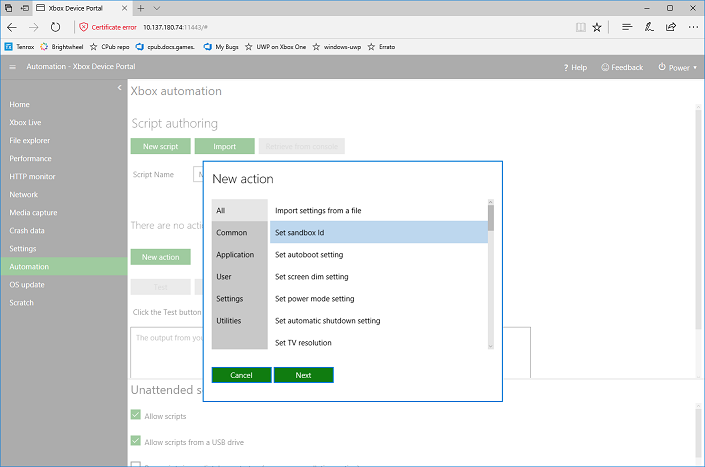 Xbox Device Portal
Certificate error 10.137.180.74:11443/#
Tenrox Brightwheel CPub repo cpub.docs.games. My Bugs UWP on Xbox One windows-uwp Errato
Automation - Xbox Device Portal ? Help Feedback Power
Home
Xbox Live
File explorer
Performance
HTTP monitor
Network
Media capture
Crash data
Settings
Automation
OS update
Scratch
Xbox automation
Script authoring
New script Import
Script Name
There are no acti
New action
Test
Click the Test button
The output from you
New action
All
Common
Application
User
Settings
Utilities
Import settings from a file
Set sandbox Id
Set autoboot setting
Set screen dim setting
Set power mode setting
Set automatic shutdown setting
Set TV resolution
Cancel Next
Unattended s
Allow scripts
Allow scripts from a USB drive